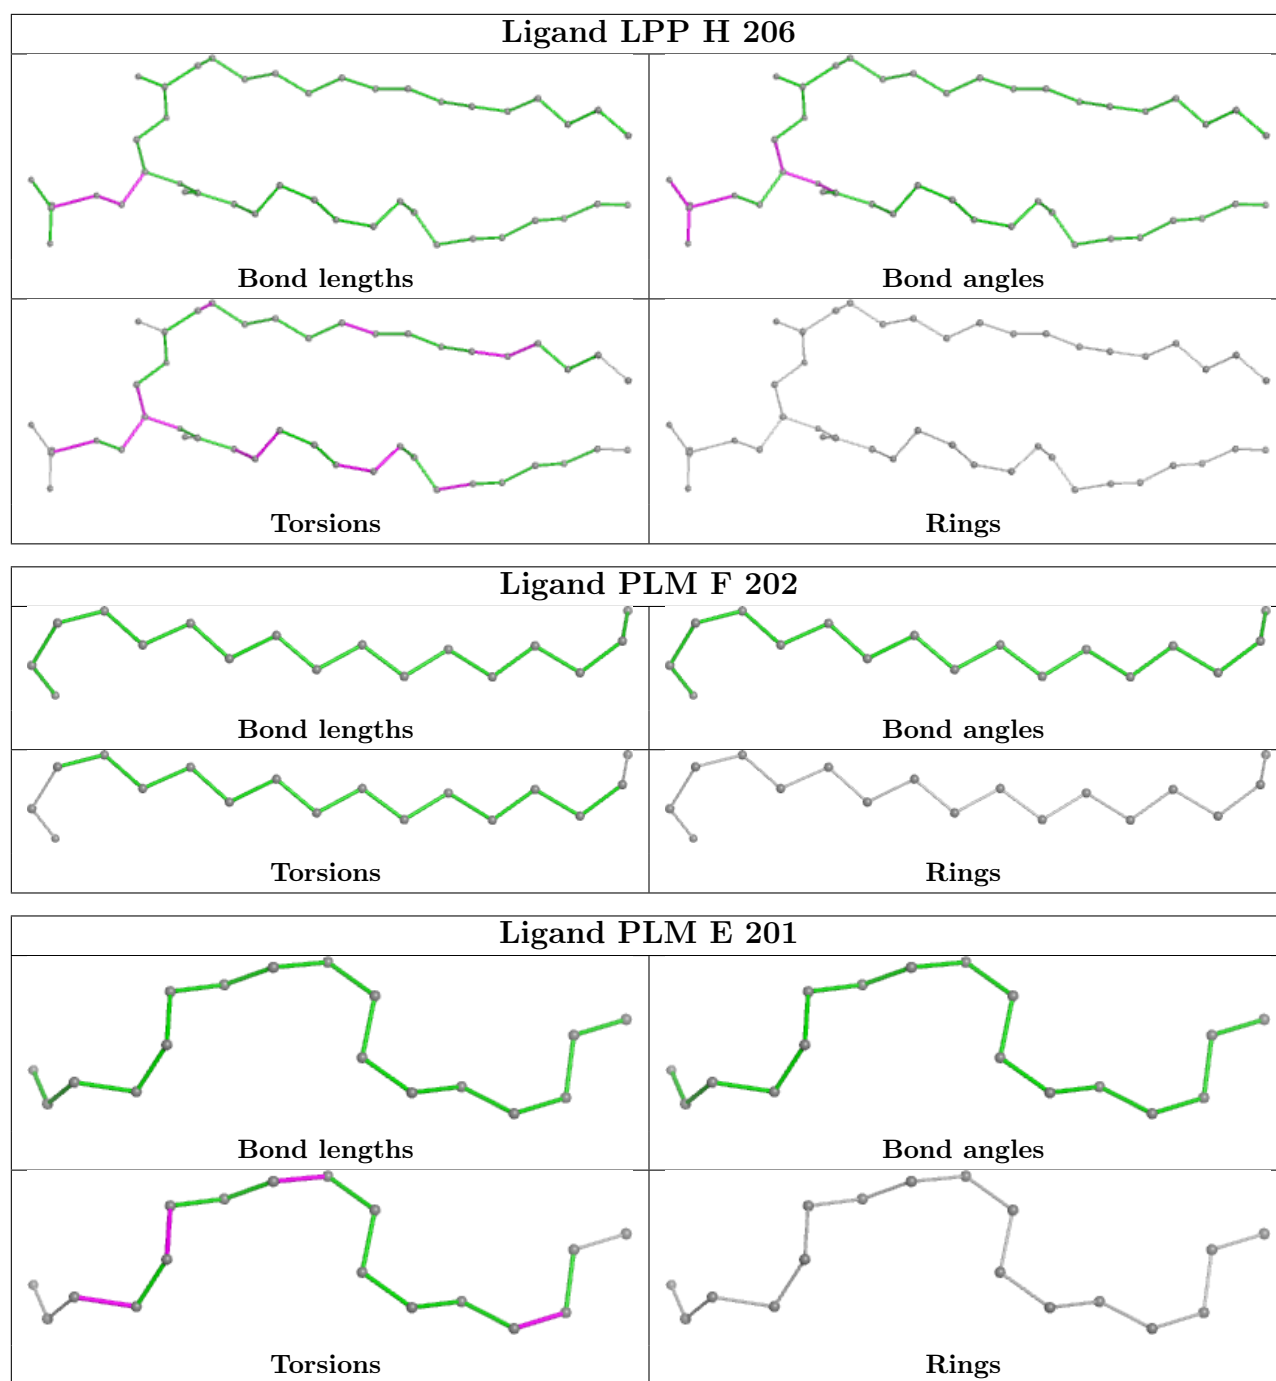 Ligand LPP H 206
Bond lengths
Bond angles
Torsions
Rings
Ligand PLM F 202
Bond lengths
Bond angles
Torsions
Rings
Ligand PLM E 201
Bond lengths
Bond angles
Torsions
Rings